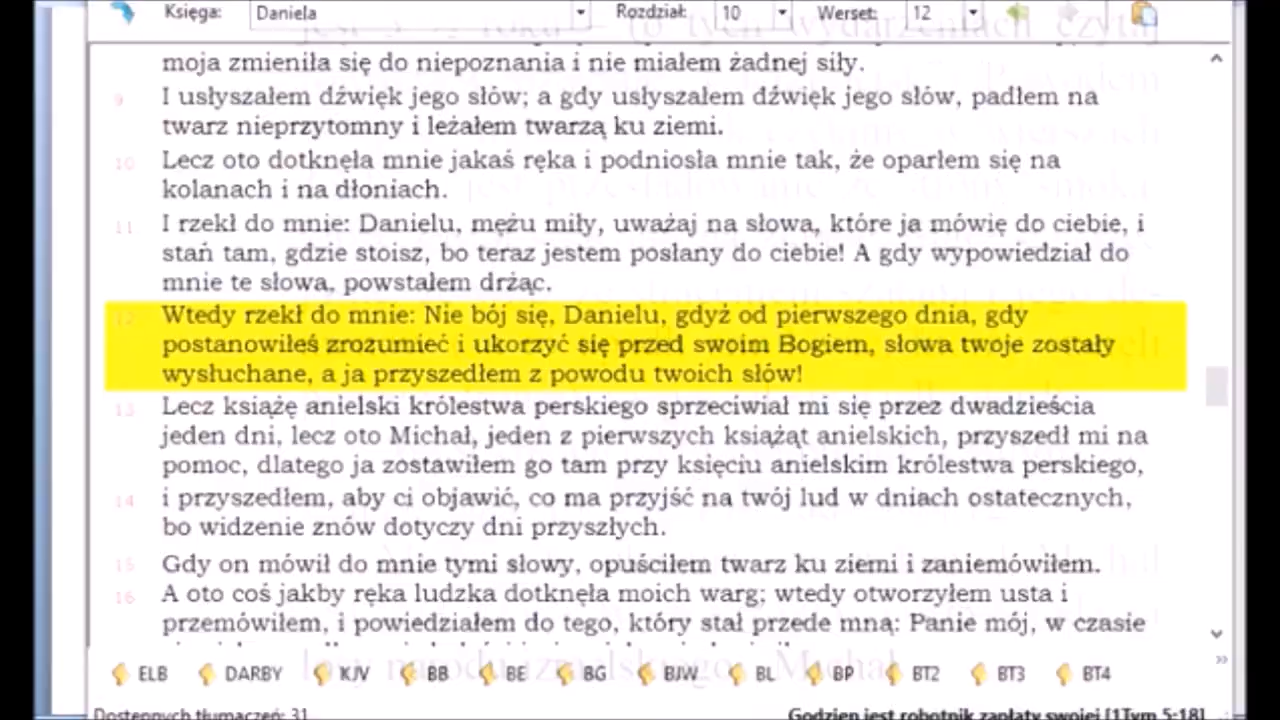 Księga: Daniela Rozdział: 10 Werset: 12
moja zmieniła się do niepoznania i nie miałem żadnej siły.
9 I usłyszałem dźwięk jego słów; a gdy usłyszałem dźwięk jego słów, padłem na
twarz nieprzytomny i leżałem twarzą ku ziemi.
10 Lecz oto dotknęła mnie jakaś ręka i podniosła mnie tak, że oparłem się na
kolanach i na dłoniach.
11 I rzekł do mnie: Danielu, mężu miły, uważaj na słowa, które ja mówię do ciebie, i
stań tam, gdzie stoisz, bo teraz jestem posłany do ciebie! A gdy wypowiedział do
mnie te słowa, powstałem drżąc.
12 Wtedy rzekł do mnie: Nie bój się, Danielu, gdyż od pierwszego dnia, gdy
postanowiłeś zrozumieć i ukorzyć się przed swoim Bogiem, słowa twoje zostały
wysłuchane, a ja przyszedłem z powodu twoich słów!
13 Lecz książę anielski królestwa perskiego sprzeciwiał mi się przez dwadzieścia
jeden dni, lecz oto Michał, jeden z pierwszych książąt anielskich, przyszedł mi na
pomoc, dlatego ja zostawiłem go tam przy księciu anielskim królestwa perskiego,
14 i przyszedłem, aby ci objawić, co ma przyjść na twój lud w dniach ostatecznych,
bo widzenie znów dotyczy dni przyszłych.
15 Gdy on mówił do mnie tymi słowy, opuściłem twarz ku ziemi i zaniemówiłem.
16 A oto coś jakby ręka ludzka dotknęła moich warg; wtedy otworzyłem usta i
przemówiłem, i powiedziałem do tego, który stał przede mną: Panie mój, w czasie
ELB DARBY KJV BB BE BG BJW BL BP BT2 BT3 BT4
Dostępnych tłumaczeń: 31 Godzien jest robotnik zapłaty swojej [1Tym 5:18]